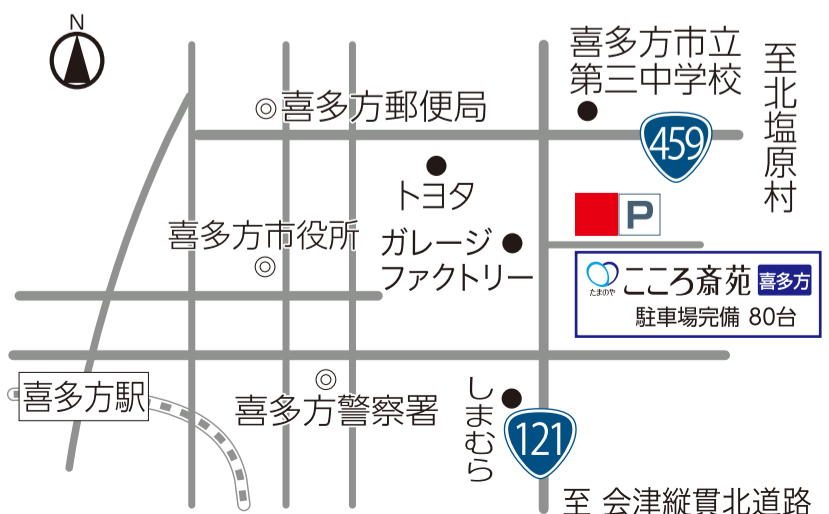 N
喜多方市立
第三中学校
至北塩原村
喜多方郵便局
459
トヨタ
P
喜多方市役所
ガレージ
ファクトリー
たまのや
こころ斎苑 喜多方
駐車場完備 80台
喜多方駅
喜多方警察署
しまむら
121
至 会津縦貫北道路